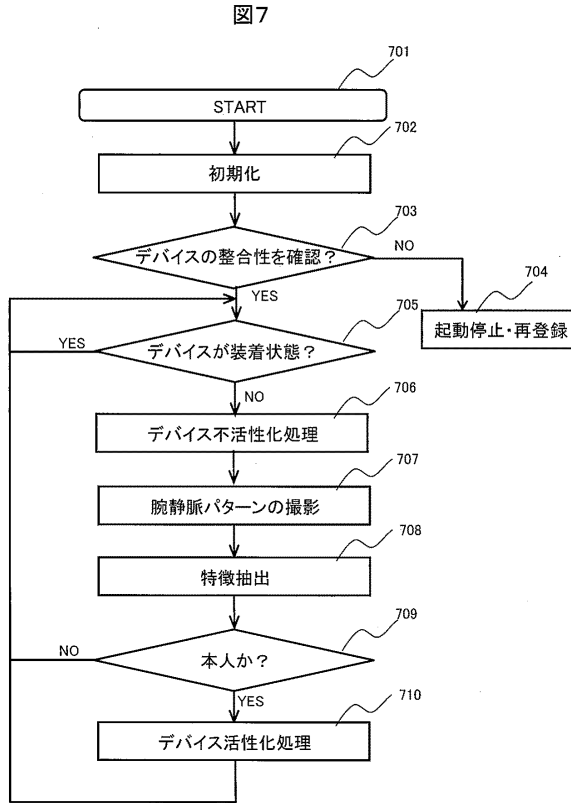 図7
701
START
702
初期化
703
デバイスの整合性を確認？
NO
704
起動停止・再登録
YES
705
YES
デバイスが装着状態？
NO
706
デバイス不活性化処理
707
腕静脈パターンの撮影
708
特徴抽出
709
NO
本人か？
YES
710
デバイス活性化処理